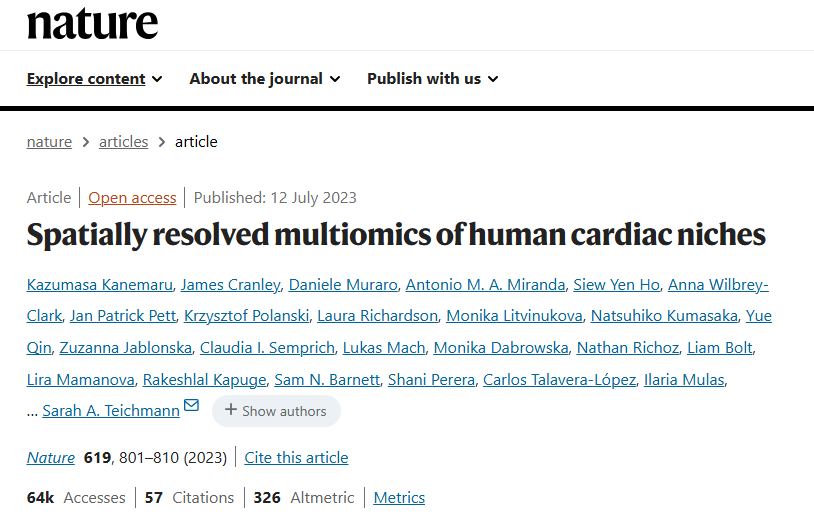 nature
Explore content About the journal Publish with us
nature > articles > article
Article | Open access | Published: 12 July 2023
Spatially resolved multiomics of human cardiac niches
Kazumasa Kanemaru, James Cranley, Daniele Muraro, Antonio M. A. Miranda, Siew Yen Ho, Anna Wilbrey-
Clark, Jan Patrick Pett, Krzysztof Polanski, Laura Richardson, Monika Litvinukova, Natsuhiko Kumasaka, Yue
Qin, Zuzanna Jablonska, Claudia I. Semprich, Lukas Mach, Monika Dabrowska, Nathan Richoz, Liam Bolt,
Lira Mamanova, Rakeshlal Kapuge, Sam N. Barnett, Shani Perera, Carlos Talavera-López, Ilaria Mulas,
... Sarah A. Teichmann + Show authors
Nature 619, 801–810 (2023) | Cite this article
64k Accesses | 57 Citations | 326 Altmetric | Metrics